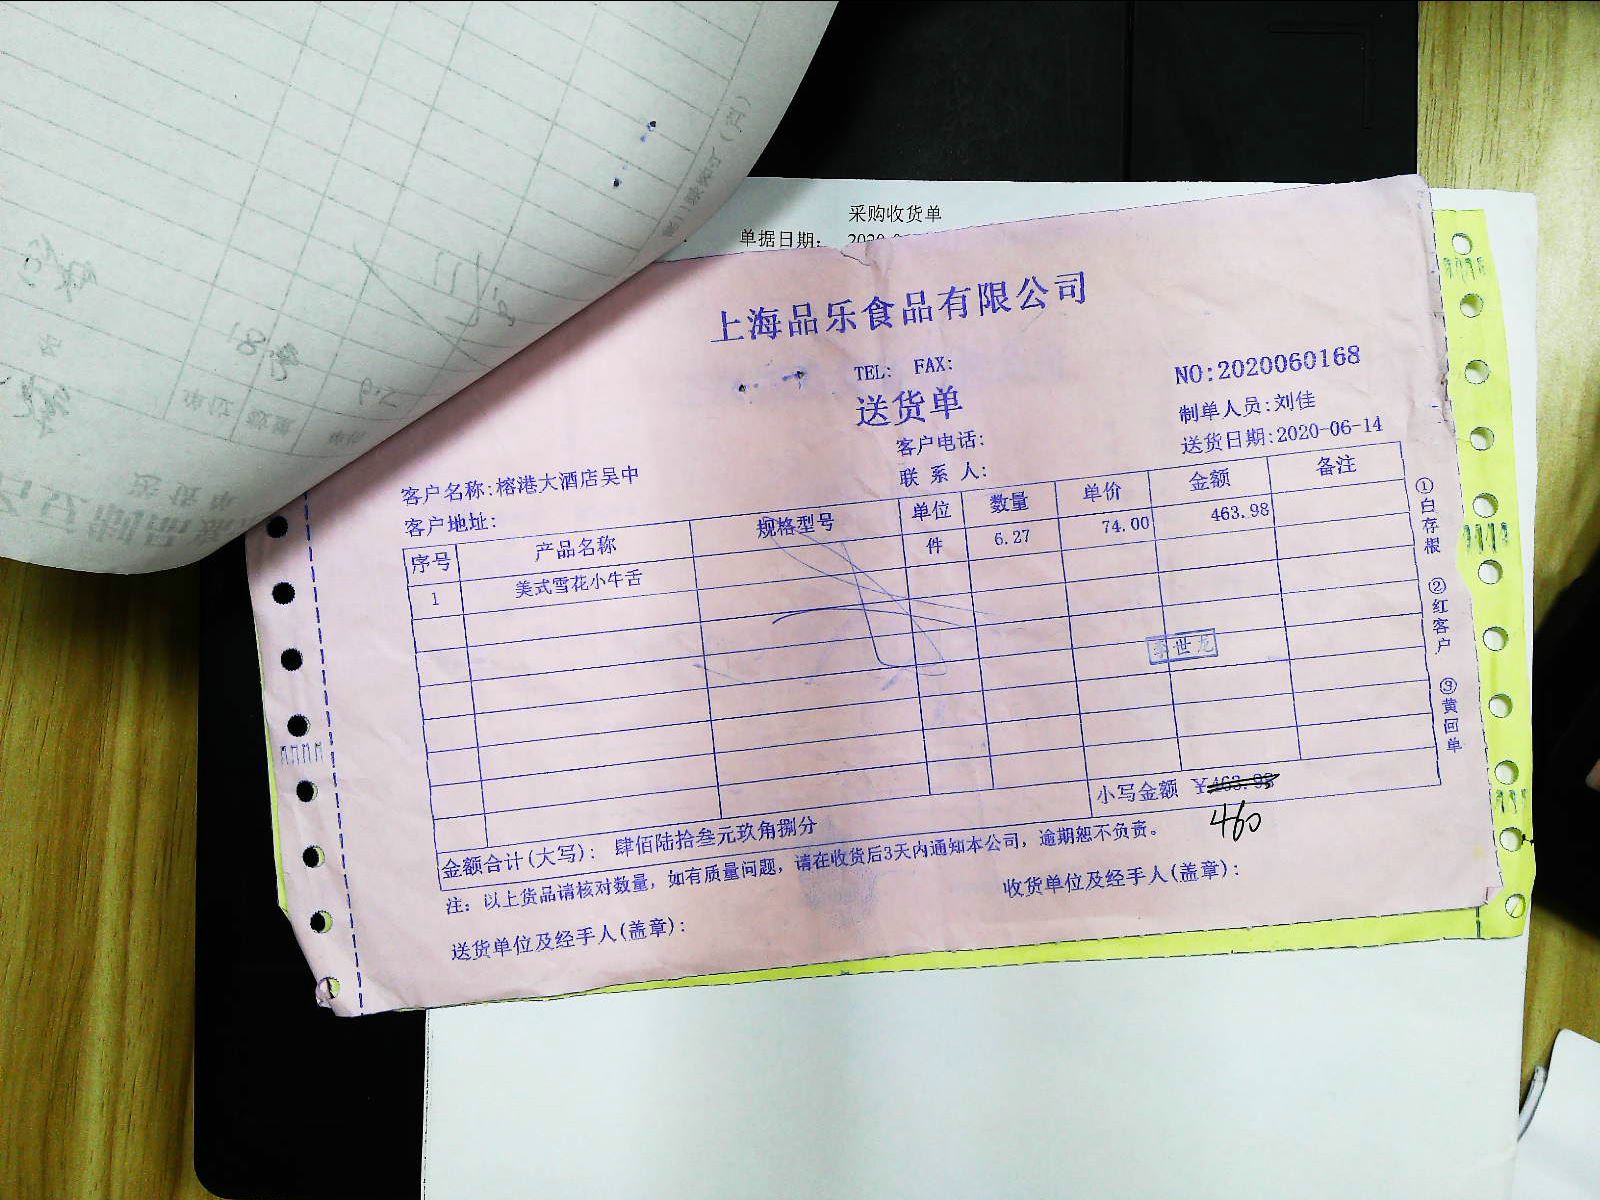 采购收货单
单据日期:
上海品乐食品有限公司
TEL: FAX:
NO:2020060168
送货单
制单人员:刘佳
客户电话:
送货日期:2020-06-14
客户名称:榕港大酒店吴中
联 系 人:
客户地址:
序号 产品名称 规格型号 单位 数量 单价 金额 备注
1 美式雪花小牛舌 件 6.27 74.00 463.98
李世龙
小写金额 ¥463.98
460
金额合计(大写): 肆佰陆拾叁元玖角捌分
注: 以上货品请核对数量，如有质量问题，请在收货后3天内通知本公司，逾期恕不负责。
送货单位及经手人(盖章):
收货单位及经手人(盖章):
①白存根 ②红客户 ③黄回单